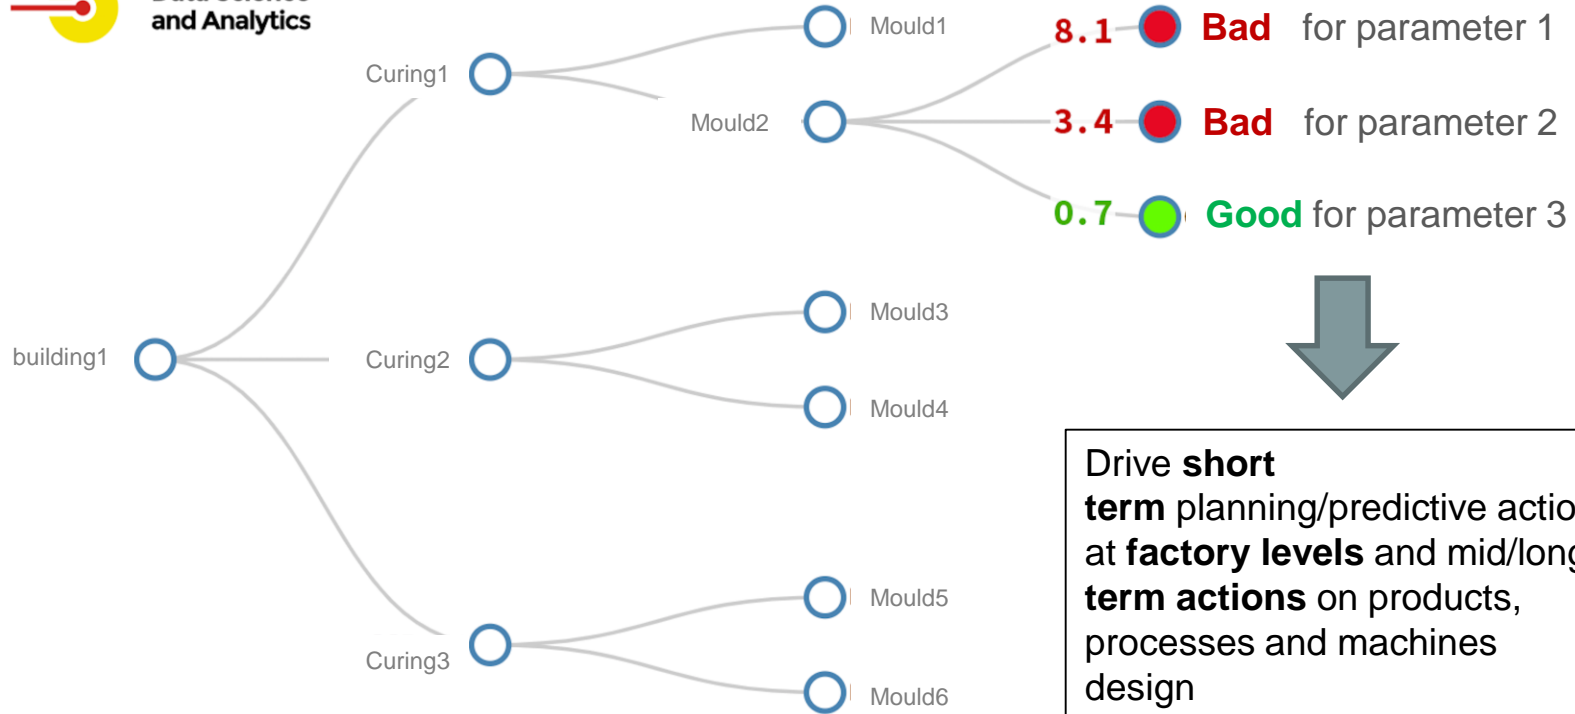 and Analytics
Mould1
8.1 Bad for parameter 1
Curing1
Mould2
3.4 Bad for parameter 2
0.7 Good for parameter 3
Mould3
building1
Curing2
Mould4
Drive short
term planning/predictive actio
at factory levels and mid/long
term actions on products,
processes and machines
design
Mould5
Curing3
Mould6